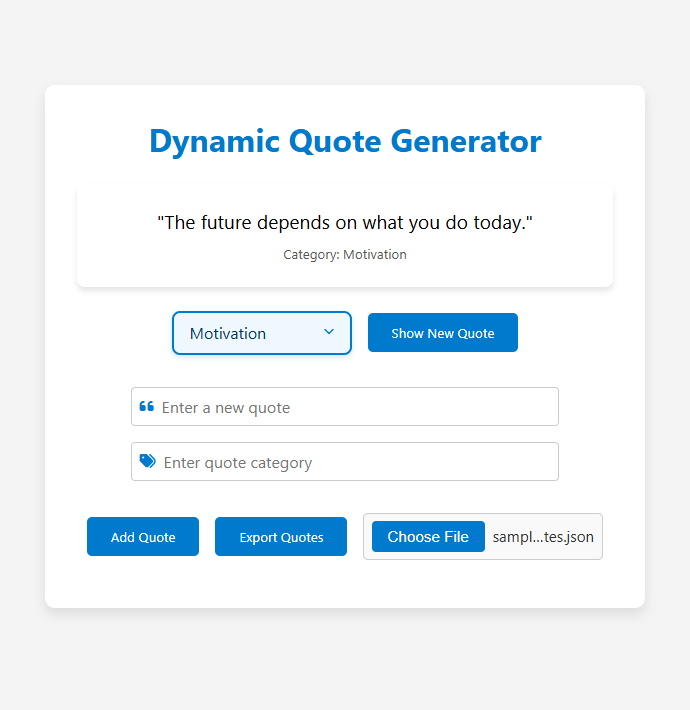 Dynamic Quote Generator
"The future depends on what you do today."
Category: Motivation
Motivation
Show New Quote
Enter a new quote
Enter quote category
Add Quote
Export Quotes
Choose File
sampl...tes.json